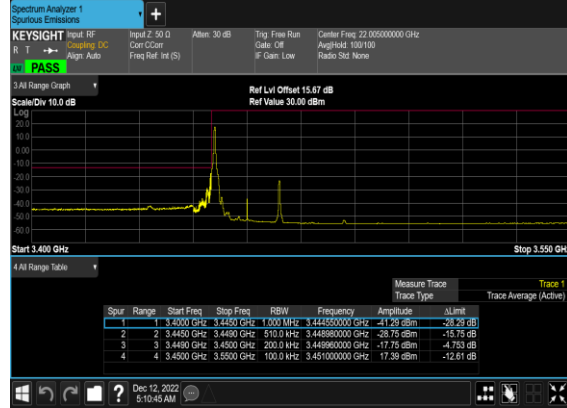 Spectrum Analyzer 1
Spurious Emissions
+
KEYSIGHT Input: RF Input Z: 50 Ω Atten: 30 dB Trig: Free Run Center Freq: 22.005000000 GHz
R T Coupling: DC Corr CCorr Gate: Off Avg|Hold: 100/100
Align: Auto Freq Ref: Int (S) IF Gain: Low Radio Std: None
PASS
3 All Range Graph
Ref Lvl Offset 15.67 dB
Scale/Div 10.0 dB Ref Value 30.00 dBm
Log
20.0
10.0
0.00
-10.0
-20.0
-30.0
-40.0
-50.0
-60.0
Start 3.400 GHz Stop 3.550 GHz
4 All Range Table
Measure Trace Trace 1
Trace Type Trace Average (Active)
Spur Range Start Freq Stop Freq RBW Frequency Amplitude ΔLimit
1 1 3.4000 GHz 3.4450 GHz 1.000 MHz 3.444550000 GHz -41.29 dBm -28.29 dB
2 2 3.4450 GHz 3.4490 GHz 510.0 kHz 3.448980000 GHz -28.75 dBm -15.75 dB
3 3 3.4490 GHz 3.4500 GHz 200.0 kHz 3.449960000 GHz -17.75 dBm -4.753 dB
4 4 3.4500 GHz 3.5500 GHz 100.0 kHz 3.451000000 GHz 17.39 dBm -12.61 dB
? Dec 12, 2022
5:10:45 AM